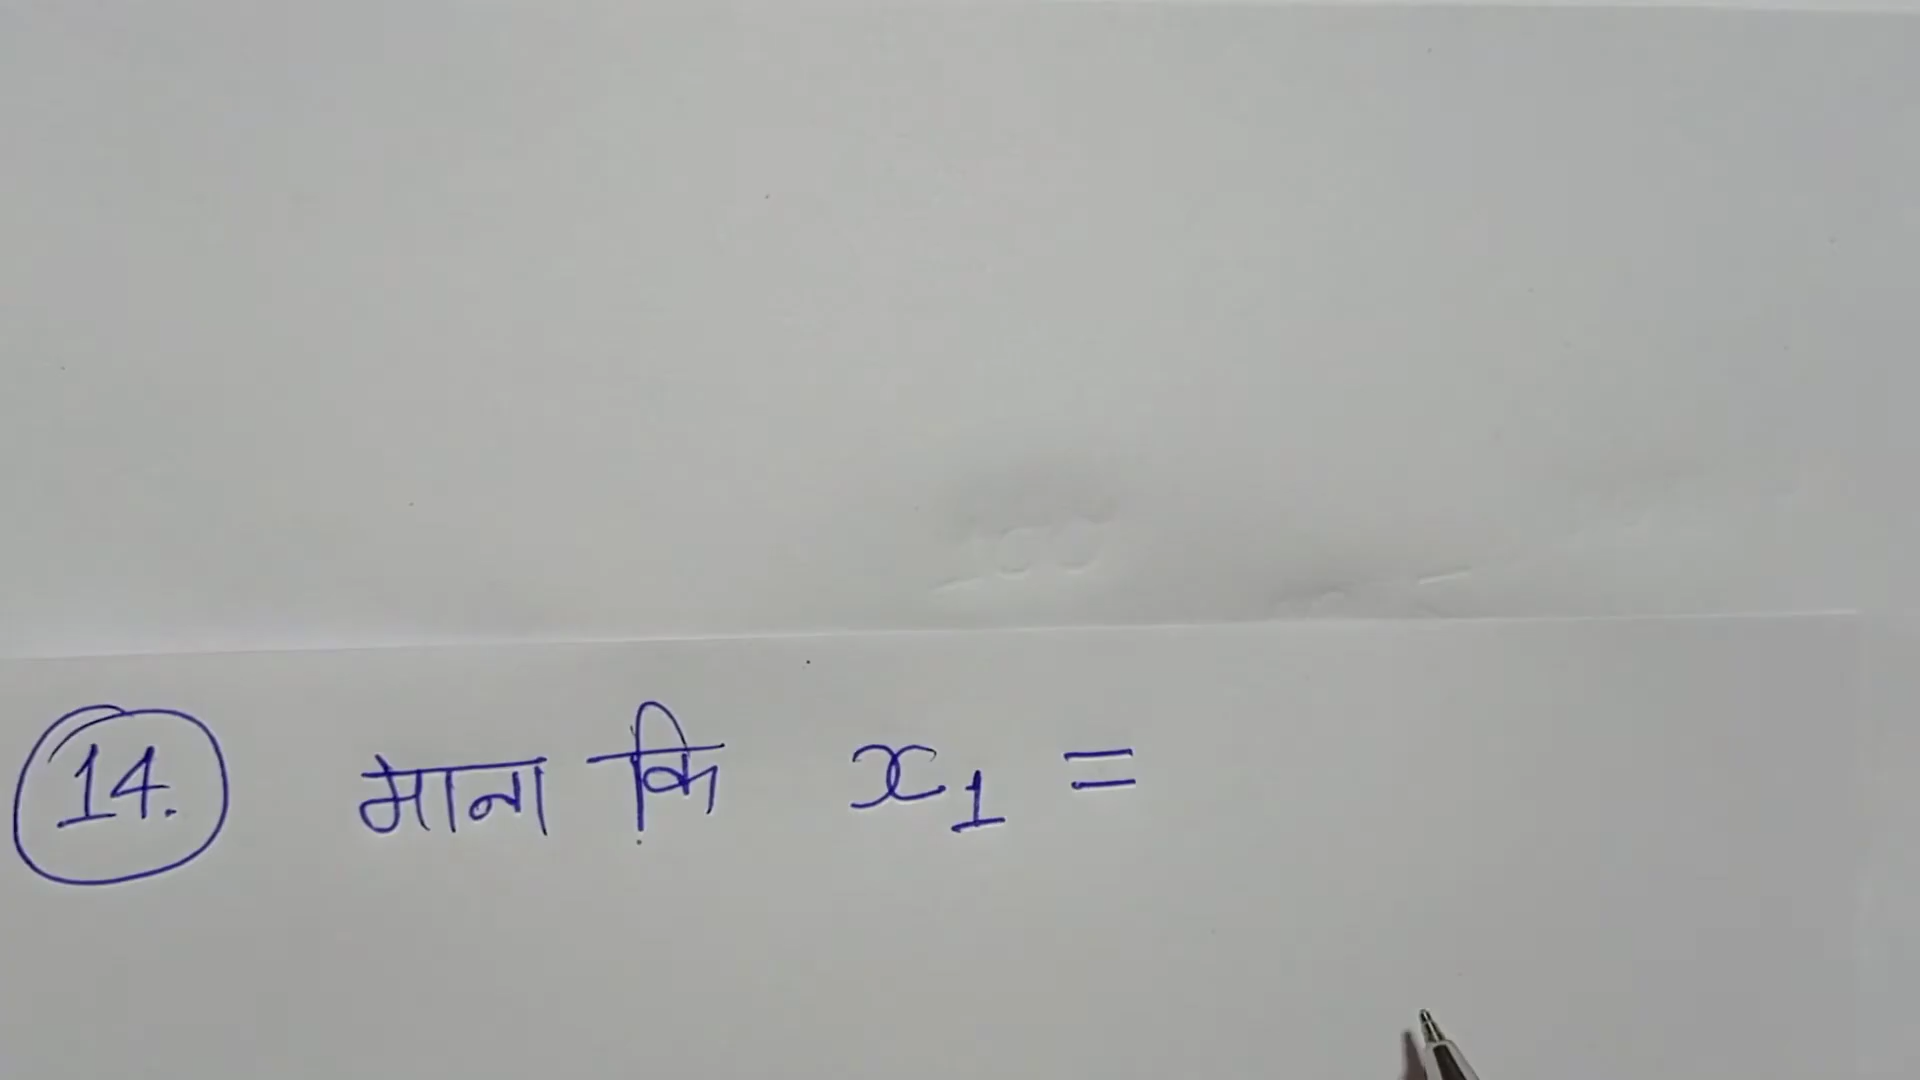 14. माना कि x₁ =